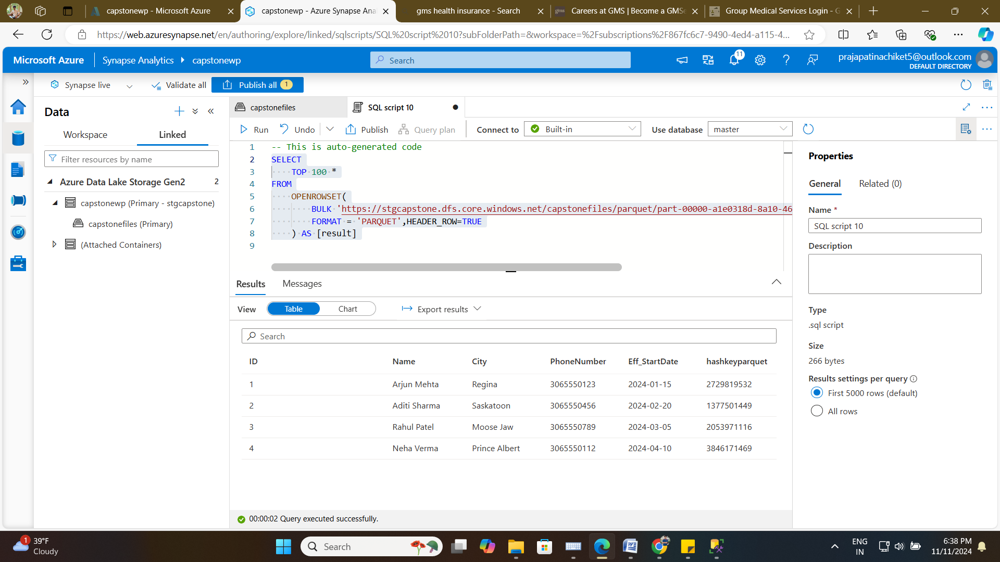 capstonewp - Microsoft Azure
capstonewp - Azure Synapse Ana
gms health insurance - Search
gms
Careers at GMS | Become a GMSe
Group Medical Services Login - G
https://web.azuresynapse.net/en/authoring/explore/linked/sqlscripts/SQL%20script%2010?subFolderPath=&workspace=%2Fsubscriptions%2F867fc6c7-9490-4ed4-a115-4...
Microsoft Azure
Synapse Analytics
capstonewp
Search
11
prajapatinachiket5@outlook.com
DEFAULT DIRECTORY
Synapse live
Validate all
Publish all 1
Data
Workspace
Linked
Filter resources by name
Azure Data Lake Storage Gen2 2
capstonewp (Primary - stgcapstone)
capstonefiles (Primary)
(Attached Containers)
capstonefiles
SQL script 10
Run
Undo
Publish
Query plan
Connect to
Built-in
Use database
master
1 -- This is auto-generated code
2 SELECT
3 TOP 100 *
4 FROM
5 OPENROWSET(
6 BULK 'https://stgcapstone.dfs.core.windows.net/capstonefiles/parquet/part-00000-a1e0318d-8a10-46
7 FORMAT = 'PARQUET',HEADER_ROW=TRUE
8 ) AS [result]
9
Results
Messages
View
Table
Chart
Export results
Search
ID Name City PhoneNumber Eff_StartDate hashkeyparquet
1 Arjun Mehta Regina 3065550123 2024-01-15 2729819532
2 Aditi Sharma Saskatoon 3065550456 2024-02-20 1377501449
3 Rahul Patel Moose Jaw 3065550789 2024-03-05 2053971116
4 Neha Verma Prince Albert 3065550112 2024-04-10 3846171469
00:00:02 Query executed successfully.
Properties
General
Related (0)
Name *
SQL script 10
Description
Type
.sql script
Size
266 bytes
Results settings per query
First 5000 rows (default)
All rows
1
39°F
Cloudy
Search
ENG
IN
6:38 PM
11/11/2024